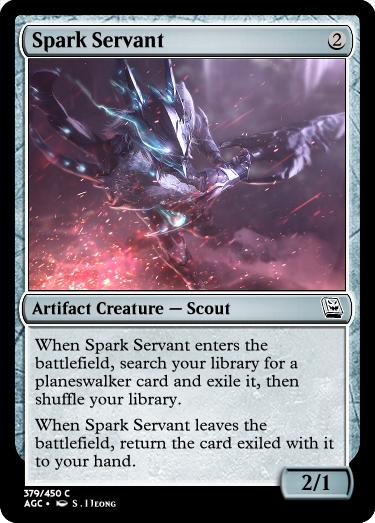 Spark Servant 2
Artifact Creature — Scout
When Spark Servant enters the
battlefield, search your library for a
planeswalker card and exile it, then
shuffle your library.
When Spark Servant leaves the
battlefield, return the card exiled with it
to your hand.
2/1
379/450 C
AGC •